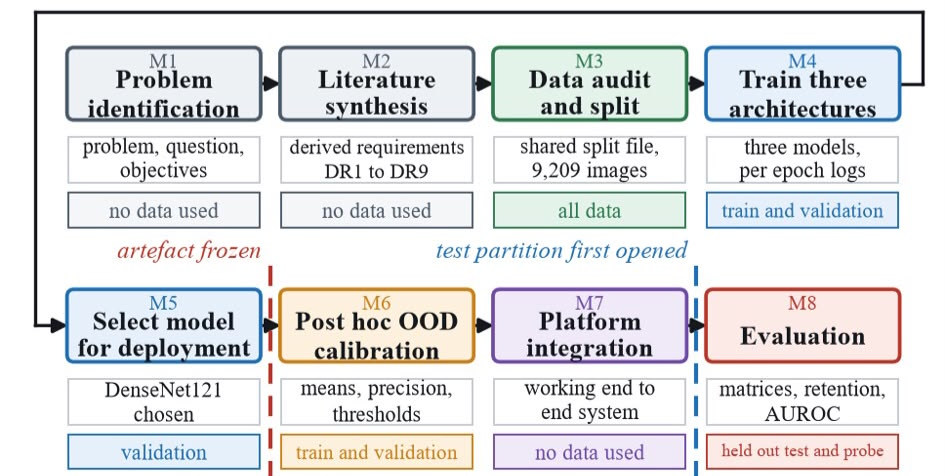 M1
Problem
identification
problem, question,
objectives
no data used
M2
Literature
synthesis
derived requirements
DR1 to DR9
no data used
M3
Data audit
and split
shared split file,
9,209 images
all data
M4
Train three
architectures
three models,
per epoch logs
train and validation
artefact frozen
test partition first opened
M5
Select model
for deployment
DenseNet121
chosen
validation
M6
Post hoc OOD
calibration
means, precision,
thresholds
train and validation
M7
Platform
integration
working end to
end system
no data used
M8
Evaluation
matrices, retention,
AUROC
held out test and probe